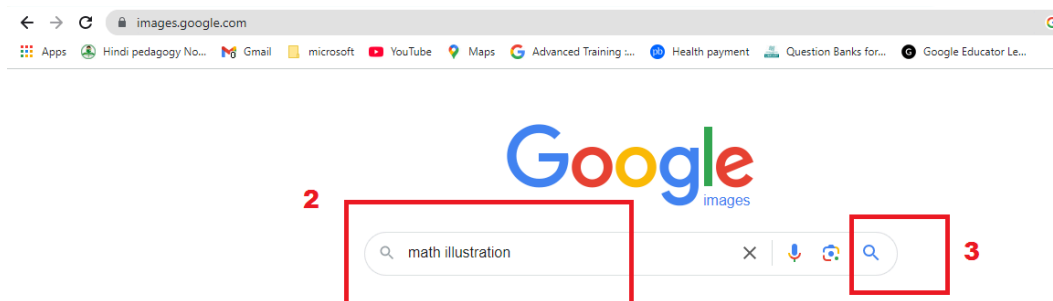 images.google.com
Apps Hindi pedagogy No... Gmail microsoft YouTube Maps Advanced Training :... Health payment Question Banks for... Google Educator Le...
Google
images
2
math illustration
3